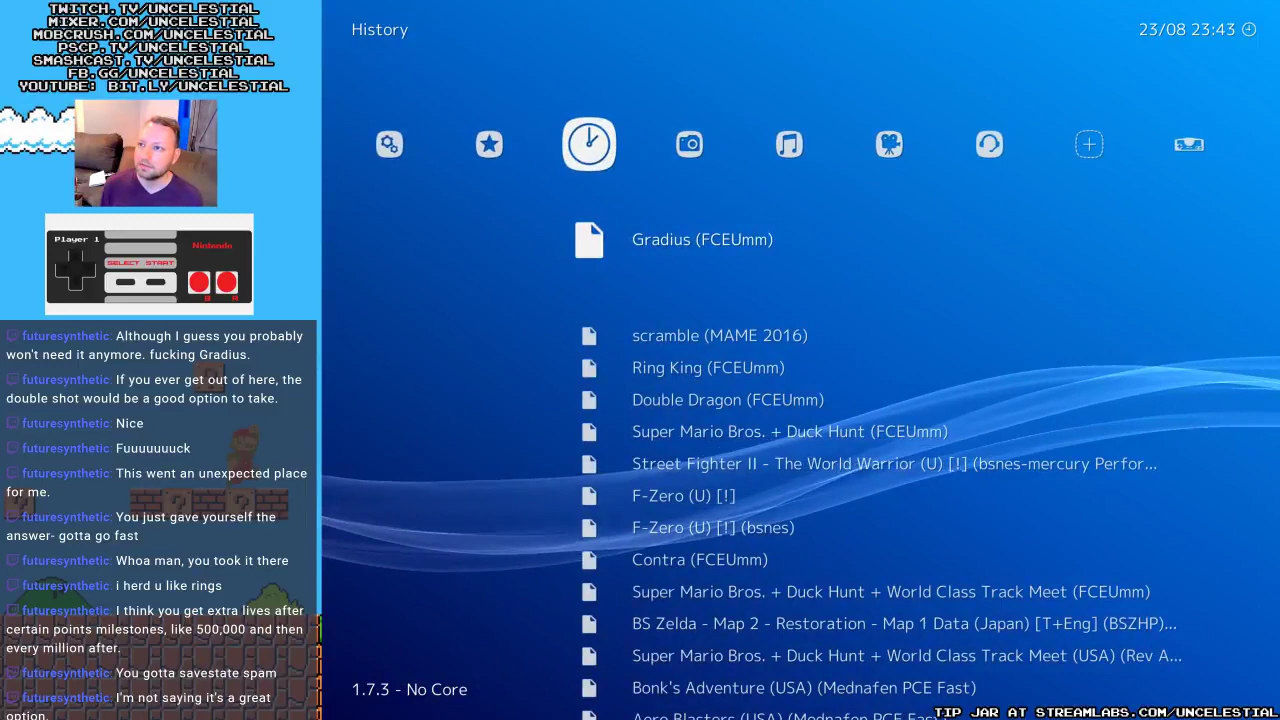 TWITCH.TV/UNCELESTIAL
MIXER.COM/UNCELESTIAL
MOBCRUSH.COM/UNCELESTIAL
PSCP.TV/UNCELESTIAL
SMASHCAST.TV/UNCELESTIAL
FB.GG/UNCELESTIAL
YOUTUBE: BIT.LY/UNCELESTIAL
Player 1
Nintendo
SELECT START
B A
futuresynthetic: Although I guess you probably
won't need it anymore. fucking Gradius.
futuresynthetic: If you ever get out of here, the
double shot would be a good option to take.
futuresynthetic: Nice
futuresynthetic: Fuuuuuuuck
futuresynthetic: This went an unexpected place
for me.
futuresynthetic: You just gave yourself the
answer- gotta go fast
futuresynthetic: Whoa man, you took it there
futuresynthetic: i herd u like rings
futuresynthetic: I think you get extra lives after
certain points milestones, like 500,000 and then
every million after.
futuresynthetic: You gotta savestate spam
futuresynthetic: I'm not saying it's a great
option.
History
23/08 23:43
Gradius (FCEUmm)
scramble (MAME 2016)
Ring King (FCEUmm)
Double Dragon (FCEUmm)
Super Mario Bros. + Duck Hunt (FCEUmm)
Street Fighter II - The World Warrior (U) [!] (bsnes-mercury Perfor...
F-Zero (U) [!]
F-Zero (U) [!] (bsnes)
Contra (FCEUmm)
Super Mario Bros. + Duck Hunt + World Class Track Meet (FCEUmm)
BS Zelda - Map 2 - Restoration - Map 1 Data (Japan) [T+Eng] (BSZHP)...
Super Mario Bros. + Duck Hunt + World Class Track Meet (USA) (Rev A...
Bonk's Adventure (USA) (Mednafen PCE Fast)
Aero Blasters (USA) (Mednafen PCE Fast)
1.7.3 - No Core
TIP JAR AT STREAMLABS.COM/UNCELESTIAL